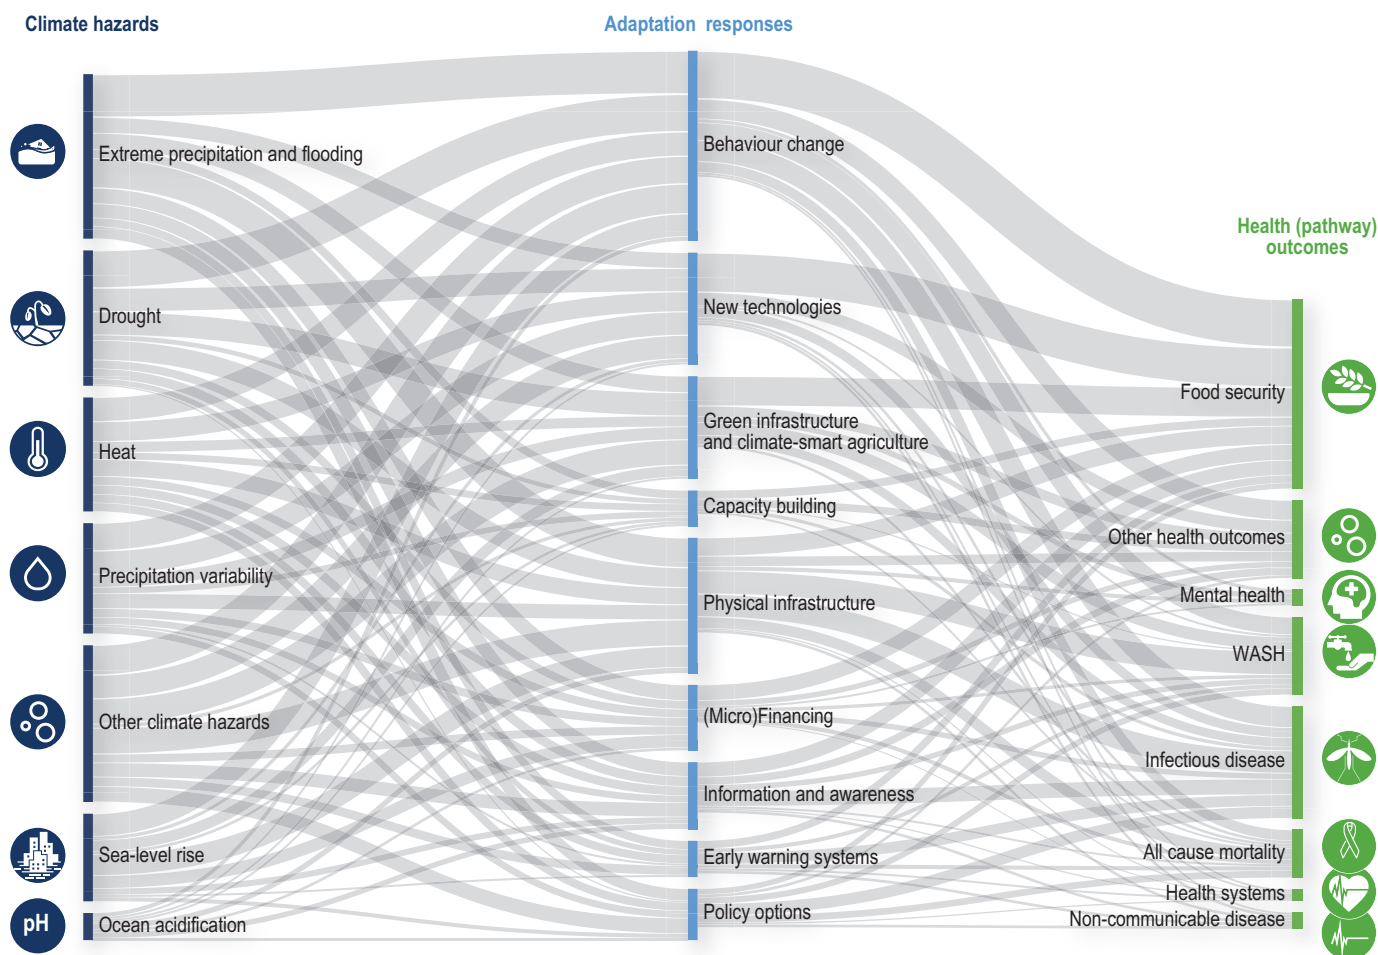 Climate hazards
Adaptation responses
Health (pathway)
outcomes
Extreme precipitation and flooding
Drought
Heat
Precipitation variability
Other climate hazards
Sea-level rise
pH
Ocean acidification
Behaviour change
New technologies
Green infrastructure
and climate-smart agriculture
Capacity building
Physical infrastructure
(Micro)Financing
Information and awareness
Early warning systems
Policy options
Food security
Other health outcomes
Mental health
WASH
Infectious disease
All cause mortality
Health systems
Non-communicable disease